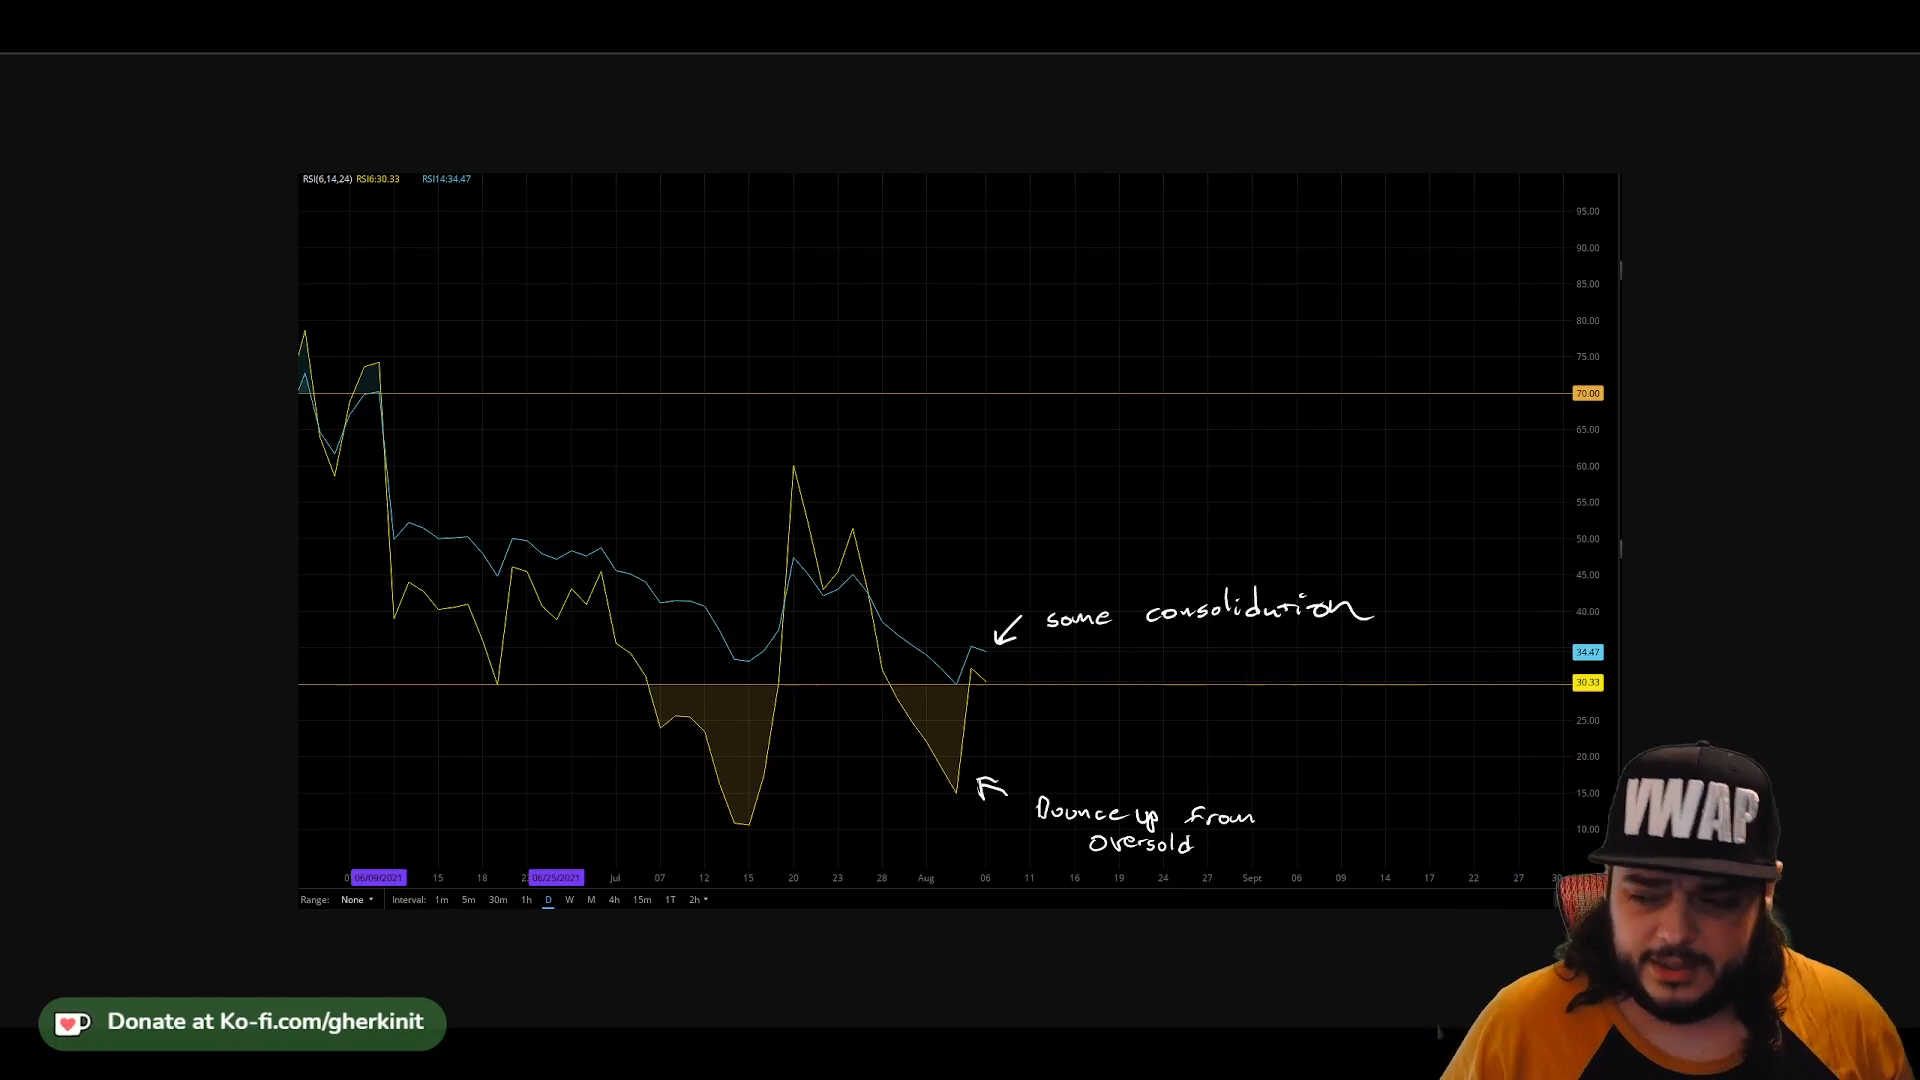 RSI(6,14,24) RSI6:30.33 RSI14:34.47
95.00
90.00
85.00
80.00
75.00
70.00
65.00
60.00
55.00
50.00
45.00
40.00
34.47
30.33
25.00
20.00
15.00
10.00
some consolidution
Bounce up from
Oversold
06/09/2021 15 18 06/25/2021 Jul 07 12 15 20 23 28 Aug 06 11 16 19 24 27 Sept 06 09 14 17 22 27 30
Range: None Interval: 1m 5m 30m 1h D W M 4h 15m 1T 2h
VWAP
Donate at Ko-fi.com/gherkinit